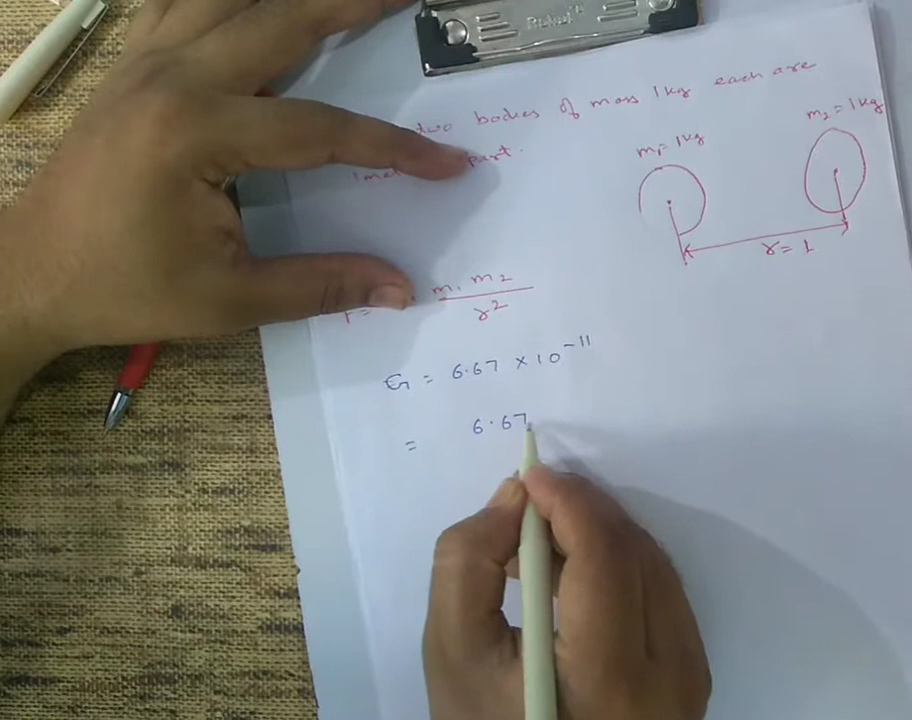 two bodies of mass 1kg each are
m1=1kg
m2=1kg
r=1
m1 m2
r2
G = 6.67 ×10-11
= 6.67